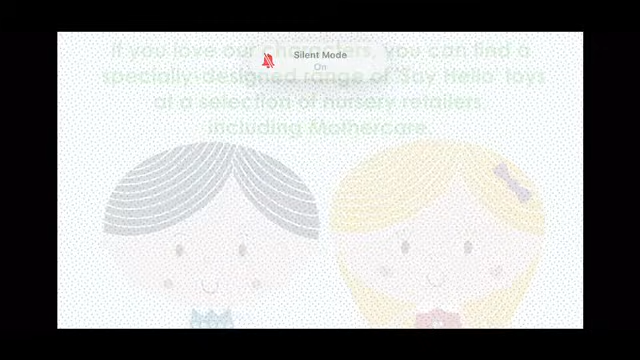 If you love our characters, you can find a
Silent Mode
On
specially-designed range of 'Say Hello' toys
at a selection of nursery retailers
including Mothercare.